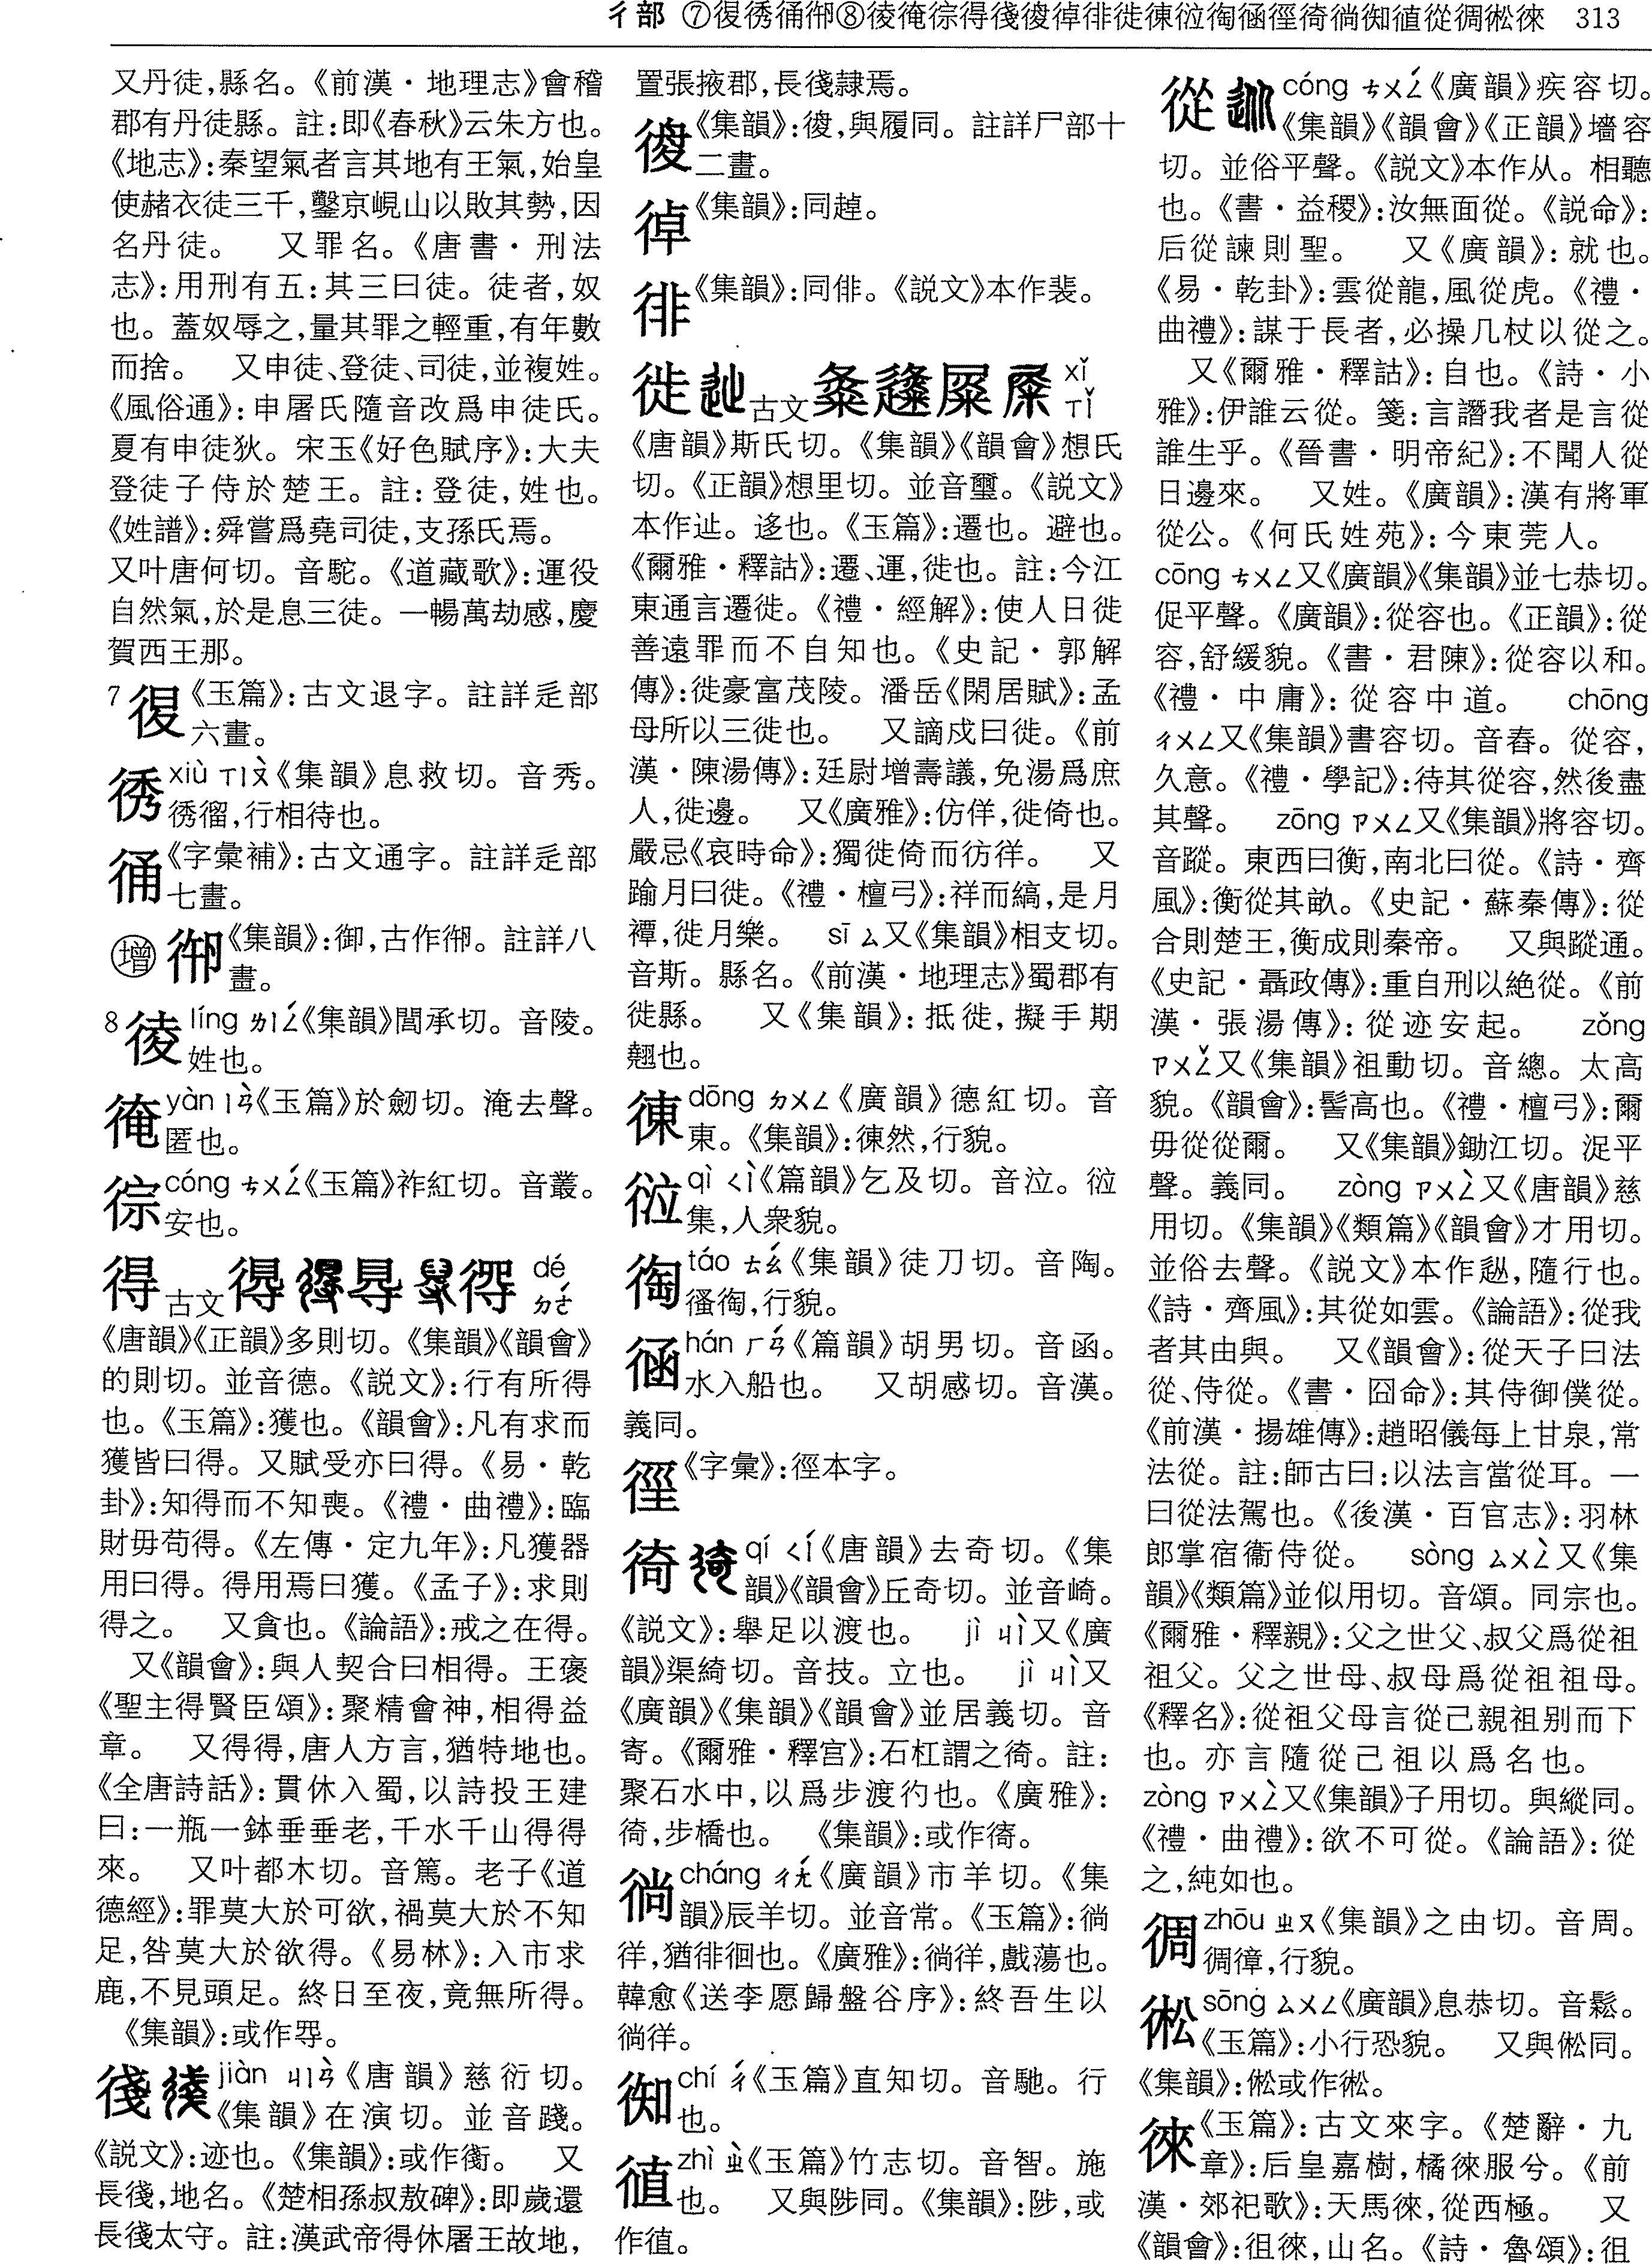 彳部 ⑦㣤㣜㣚𢓷⑧䧙㣣悰得㣤㣨㣳徘徙徚㣲㣠㣴徑徛徜㣥徝從徟㣝徠 313
又丹徒,縣名。《前漢・地理志》會稽
郡有丹徒縣。註:即《春秋》云朱方也。
《地志》:秦望氣者言其地有王氣,始皇
使赭衣徒三千,鑿京峴山以敗其勢,因
名丹徒。 又罪名。《唐書・刑法
志》:用刑有五:其三曰徒。徒者,奴
也。蓋奴辱之,量其罪之輕重,有年數
而捨。 又申徒、登徒、司徒,並複姓。
《風俗通》:申屠氏隨音改爲申徒氏。
夏有申徒狄。宋玉《好色賦序》:大夫
登徒子侍於楚王。註:登徒,姓也。
《姓譜》:舜嘗爲堯司徒,支孫氏焉。
又叶唐何切。音駝。《道藏歌》:運役
自然氣,於是息三徒。一暢萬劫感,慶
賀西王那。
7 《玉篇》:古文退字。註詳辵部
六畫。
xiù ㄒㄧㄡˋ《集韻》息救切。音秀。
㣜㣩,行相待也。
《字彙補》:古文通字。註詳辵部
七畫。
增 《集韻》:御,古作。註詳八
畫。
8 líng ㄌㄧㄥˊ《集韻》閭承切。音陵。
姓也。
yàn ㄧㄢˋ《玉篇》於劒切。淹去聲。
匿也。
cóng ㄘㄨㄥˊ《玉篇》祚紅切。音叢。
安也。
得 古文 dé
ㄉㄜˊ
《唐韻》《正韻》多則切。《集韻》《韻會》
的則切。並音德。《説文》:行有所得
也。《玉篇》:獲也。《韻會》:凡有求而
獲皆曰得。又賦受亦曰得。《易・乾
卦》:知得而不知喪。《禮・曲禮》:臨
財毋苟得。《左傳・定九年》:凡獲器
用曰得。得用焉曰獲。《孟子》:求則
得之。 又貪也。《論語》:戒之在得。
又《韻會》:與人契合曰相得。王褒
《聖主得賢臣頌》:聚精會神,相得益
章。 又得得,唐人方言,猶特地也。
《全唐詩話》:貫休入蜀,以詩投王建
曰:一瓶一鉢垂垂老,千水千山得得
來。 又叶都木切。音篤。老子《道
德經》:罪莫大於可欲,禍莫大於不知
足,咎莫大於欲得。《易林》:入市求
鹿,不見頭足。終日至夜,竟無所得。
《集韻》:或作㝵。
jiàn ㄐㄧㄢˋ《唐韻》慈衍切。
《集韻》在演切。並音踐。
《説文》:迹也。《集韻》:或作衝。 又
長㣤,地名。《楚相孫叔敖碑》:即歲還
長㣤太守。註:漢武帝得休屠王故地,
置張掖郡,長㣤隸焉。
《集韻》:,與履同。註詳尸部十
二畫。
《集韻》:同趠。
徘《集韻》:同俳。《説文》本作裴。
徙 古文 xǐ
ㄒㄧˇ
《唐韻》斯氏切。《集韻》《韻會》想氏
切。《正韻》想里切。並音璽。《説文》
本作辿。迻也。《玉篇》:遷也。避也。
《爾雅・釋詁》:遷、運,徙也。註:今江
東通言遷徙。《禮・經解》:使人日徙
善遠罪而不自知也。《史記・郭解
傳》:徙豪富茂陵。潘岳《閑居賦》:孟
母所以三徙也。 又謫戍曰徙。《前
漢・陳湯傳》:廷尉增壽議,免湯爲庶
人,徙邊。 又《廣雅》:仿佯,徙倚也。
嚴忌《哀時命》:獨徙倚而彷徉。 又
踰月曰徙。《禮・檀弓》:祥而縞,是月
禫,徙月樂。 sī ㄙ又《集韻》相支切。
音斯。縣名。《前漢・地理志》蜀郡有
徙縣。 又《集韻》:抵徙,擬手期
翹也。
徚dōng ㄉㄨㄥ《廣韻》德紅切。音
東。《集韻》:徚然,行貌。
qì ㄑㄧˋ《篇韻》乞及切。音泣。
集,人衆貌。
táo ㄊㄠˊ《集韻》徒刀切。音陶。
,行貌。
hán ㄏㄢˊ《篇韻》胡男切。音函。
水入船也。 又胡感切。音漢。
義同。
《字彙》:徑本字。
徛 qí ㄑㄧˊ《唐韻》去奇切。《集
韻》《韻會》丘奇切。並音崎。
《説文》:舉足以渡也。 jì ㄐㄧˋ又《廣
韻》渠綺切。音技。立也。 jì ㄐㄧˋ又
《廣韻》《集韻》《韻會》並居義切。音
寄。《爾雅・釋宫》:石杠謂之徛。註:
聚石水中,以爲步渡彴也。《廣雅》:
徛,步橋也。 《集韻》:或作。
徜cháng ㄔㄤˊ《廣韻》市羊切。《集
韻》辰羊切。並音常。《玉篇》:徜
徉,猶徘徊也。《廣雅》:徜徉,戲蕩也。
韓愈《送李愿歸盤谷序》:終吾生以
徜徉。
chí ㄔˊ《玉篇》直知切。音馳。行
也。
徝zhì ㄓˋ《玉篇》竹志切。音智。施
也。 又與陟同。《集韻》:陟,或
作徝。
從 cóng ㄘㄨㄥˊ《廣韻》疾容切。
《集韻》《韻會》《正韻》墻容
切。並俗平聲。《説文》本作从。相聽
也。《書・益稷》:汝無面從。《説命》:
后從諫則聖。 又《廣韻》:就也。
《易・乾卦》:雲從龍,風從虎。《禮・
曲禮》:謀于長者,必操几杖以從之。
又《爾雅・釋詁》:自也。《詩・小
雅》:伊誰云從。箋:言譖我者是言從
誰生乎。《晉書・明帝紀》:不聞人從
日邊來。 又姓。《廣韻》:漢有將軍
從公。《何氏姓苑》:今東莞人。
cōng ㄘㄨㄥ又《廣韻》《集韻》並七恭切。
促平聲。《廣韻》:從容也。《正韻》:從
容,舒緩貌。《書・君陳》:從容以和。
《禮・中庸》:從容中道。 chōng
ㄔㄨㄥ又《集韻》書容切。音舂。從容,
久意。《禮・學記》:待其從容,然後盡
其聲。 zōng ㄗㄨㄥ又《集韻》將容切。
音蹤。東西曰衡,南北曰從。《詩・齊
風》:衡從其畝。《史記・蘇秦傳》:從
合則楚王,衡成則秦帝。 又與蹤通。
《史記・聶政傳》:重自刑以絶從。《前
漢・張湯傳》:從迹安起。 zǒng
ㄗㄨㄥˇ又《集韻》祖動切。音總。太高
貌。《韻會》:髻高也。《禮・檀弓》:爾
毋從從爾。 又《集韻》鋤江切。浞平
聲。義同。 zòng ㄗㄨㄥˋ又《唐韻》慈
用切。《集韻》《類篇》《韻會》才用切。
並俗去聲。《説文》本作,隨行也。
《詩・齊風》:其從如雲。《論語》:從我
者其由與。 又《韻會》:從天子曰法
從、侍從。《書・囧命》:其侍御僕從。
《前漢・揚雄傳》:趙昭儀每上甘泉,常
法從。註:師古曰:以法言當從耳。一
曰從法駕也。《後漢・百官志》:羽林
郎掌宿衞侍從。 sòng ㄙㄨㄥˋ又《集
韻》《類篇》並似用切。音頌。同宗也。
《爾雅・釋親》:父之世父、叔父爲從祖
祖父。父之世母、叔母爲從祖祖母。
《釋名》:從祖父母言從己親祖别而下
也。亦言隨從己祖以爲名也。
zòng ㄗㄨㄥˋ又《集韻》子用切。與縱同。
《禮・曲禮》:欲不可從。《論語》:從
之,純如也。
徟zhōu ㄓㄡ《集韻》之由切。音周。
徟徫,行貌。
sōng ㄙㄨㄥ《廣韻》息恭切。音鬆。
《玉篇》:小行恐貌。 又與倯同。
《集韻》:倯或作。
徠《玉篇》:古文來字。《楚辭・九
章》:后皇嘉樹,橘徠服兮。《前
漢・郊祀歌》:天馬徠,從西極。 又
《韻會》:徂徠,山名。《詩・魯頌》:徂